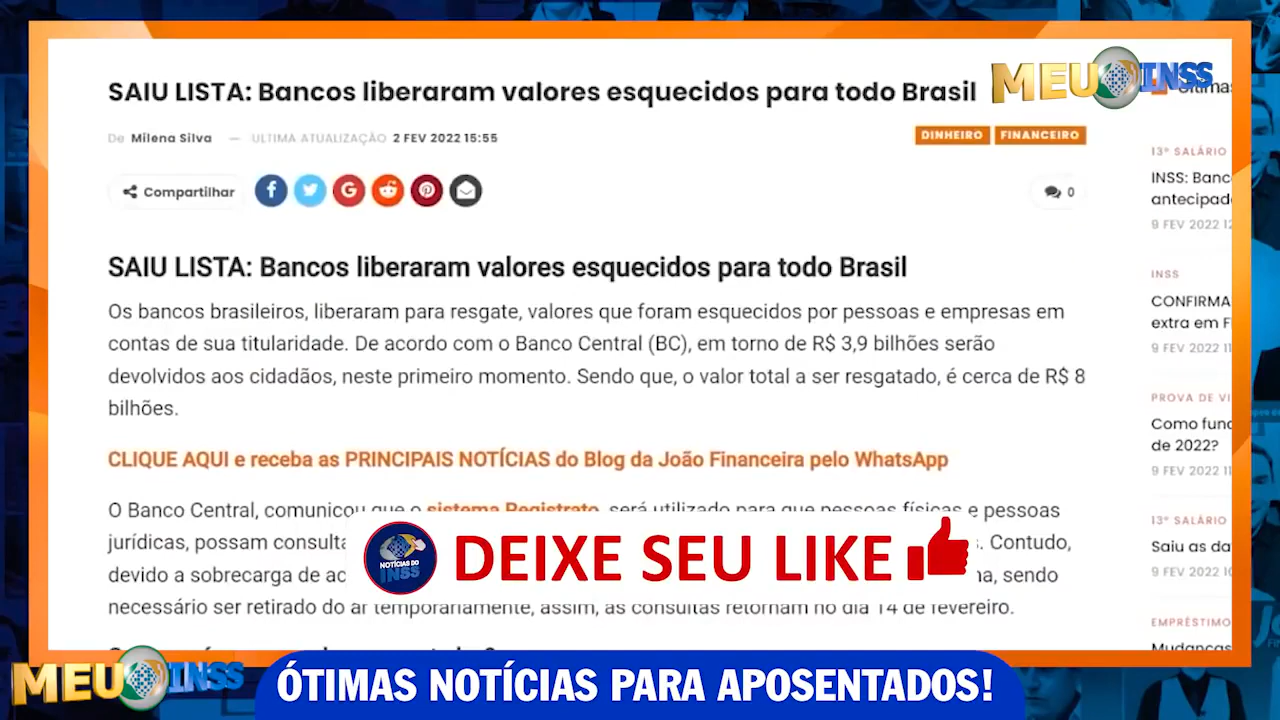 SAIU LISTA: Bancos liberaram valores esquecidos para todo Brasil
MEU INSS
De Milena Silva — ULTIMA ATUALIZAÇÃO 2 FEV 2022 15:55
DINHEIRO FINANCEIRO
Compartilhar
0
SAIU LISTA: Bancos liberaram valores esquecidos para todo Brasil
Os bancos brasileiros, liberaram para resgate, valores que foram esquecidos por pessoas e empresas em
contas de sua titularidade. De acordo com o Banco Central (BC), em torno de R$ 3,9 bilhões serão
devolvidos aos cidadãos, neste primeiro momento. Sendo que, o valor total a ser resgatado, é cerca de R$ 8
bilhões.
CLIQUE AQUI e receba as PRINCIPAIS NOTÍCIAS do Blog da João Financeira pelo WhatsApp
O Banco Central, comunicou que o sistema Registrato, será utilizado para que pessoas físicas e pessoas
jurídicas, possam consulta
. Contudo,
devido a sobrecarga de ac
na, sendo
necessário ser retirado do ar temporariamente, assim, as consultas retornam no dia 14 de fevereiro.
13º SALÁRIO
INSS: Banc
antecipad
9 FEV 2022 12
INSS
CONFIRMA
extra em F
9 FEV 2022 11
PROVA DE VI
Como func
de 2022?
9 FEV 2022 11
13º SALÁRIO
Saiu as da
9 FEV 2022 10
EMPRÉSTIMO
Mudanças
NOTÍCIAS DO
INSS
DEIXE SEU LIKE
MEU INSS
ÓTIMAS NOTÍCIAS PARA APOSENTADOS!